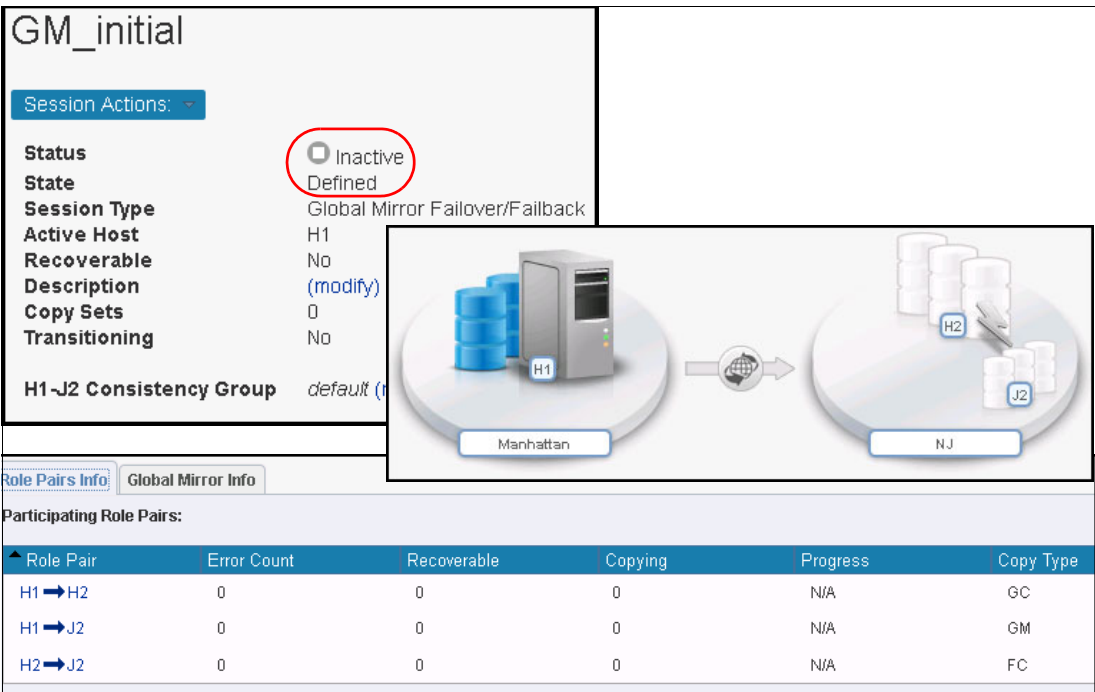 GM_initial
Session Actions:
Status Inactive
State Defined
Session Type Global Mirror Failover/Failback
Active Host H1
Recoverable No
Description (modify)
Copy Sets 0
Transitioning No
H1-J2 Consistency Group default
H1
Manhattan
H2
J2
NJ
Role Pairs Info Global Mirror Info
Participating Role Pairs:
Role Pair Error Count Recoverable Copying Progress Copy Type
H1 ➡ H2 0 0 0 N/A GC
H1 ➡ J2 0 0 0 N/A GM
H2 ➡ J2 0 0 0 N/A FC